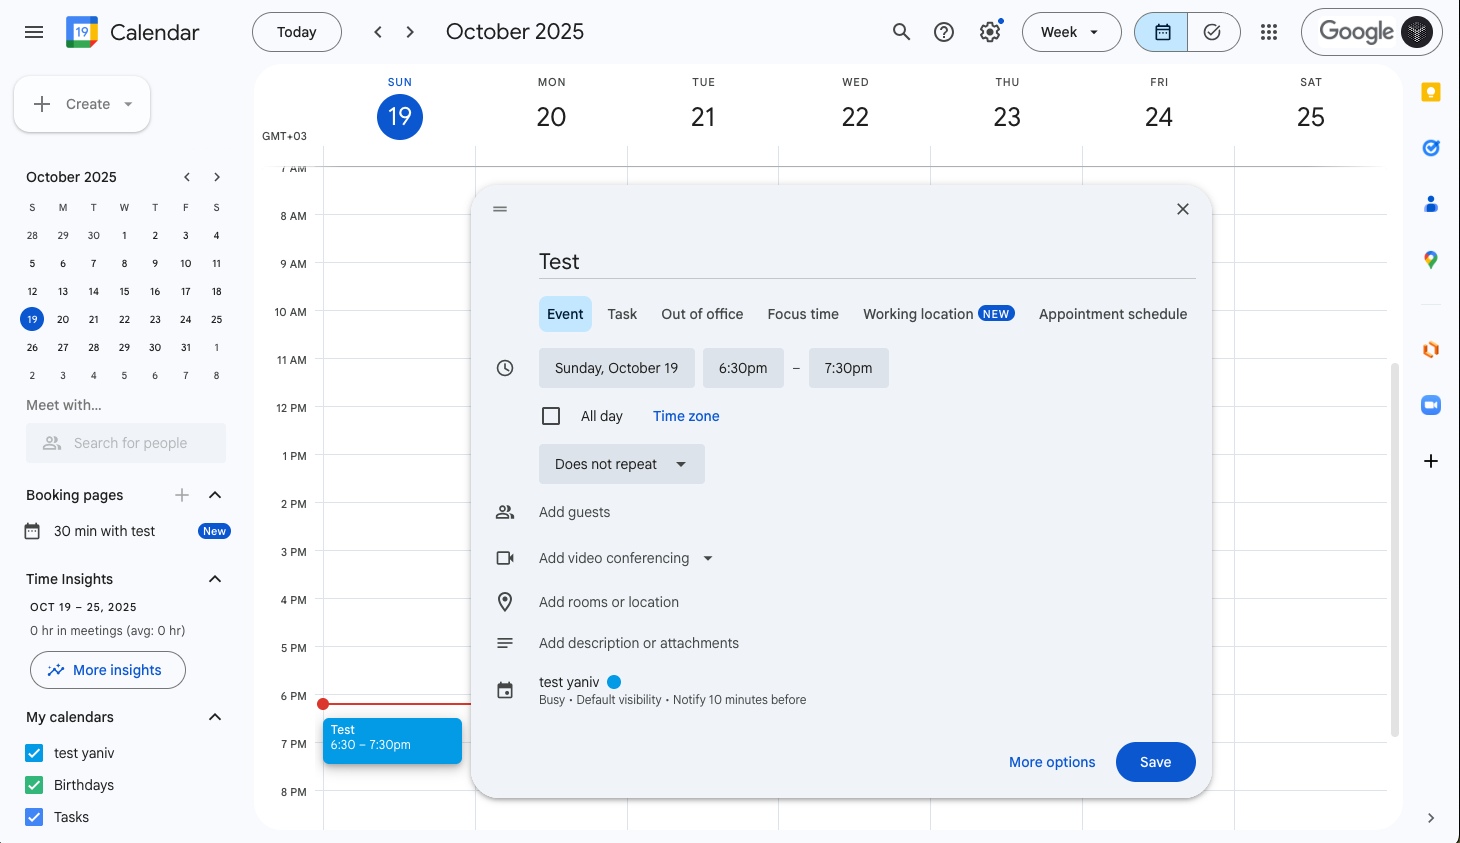 19 Calendar
Today
October 2025
Week
Google
Create
SUN MON TUE WED THU FRI SAT
19 20 21 22 23 24 25
GMT+03
October 2025
S M T W T F S
28 29 30 1 2 3 4
5 6 7 8 9 10 11
12 13 14 15 16 17 18
19 20 21 22 23 24 25
26 27 28 29 30 31 1
2 3 4 5 6 7 8
Meet with...
Search for people
Booking pages
30 min with test New
Time Insights
OCT 19 – 25, 2025
0 hr in meetings (avg: 0 hr)
More insights
My calendars
test yaniv
Birthdays
Tasks
7 AM
8 AM
9 AM
10 AM
11 AM
12 PM
1 PM
2 PM
3 PM
4 PM
5 PM
6 PM
7 PM
8 PM
Test
6:30 – 7:30pm
Test
Event Task Out of office Focus time Working location NEW Appointment schedule
Sunday, October 19 6:30pm – 7:30pm
All day Time zone
Does not repeat
Add guests
Add video conferencing
Add rooms or location
Add description or attachments
test yaniv
Busy • Default visibility • Notify 10 minutes before
More options Save